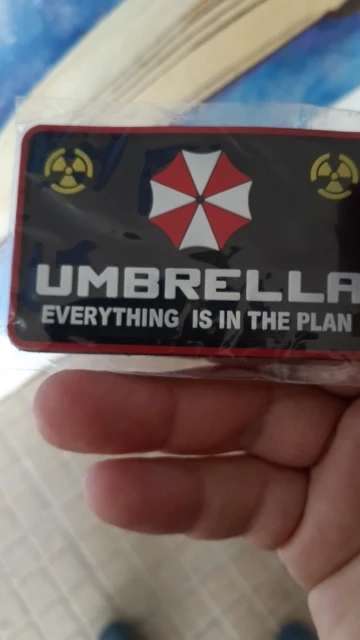 UMBRELLA
EVERYTHING IS IN THE PLAN